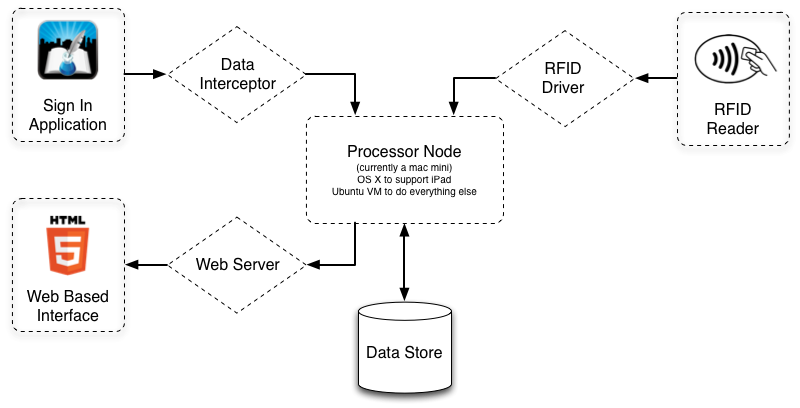 Sign In
Application
Data
Interceptor
RFID
Driver
RFID
Reader
Processor Node
(currently a mac mini)
OS X to support iPad
Ubuntu VM to do everything else
HTML
5
Web Based
Interface
Web Server
Data Store